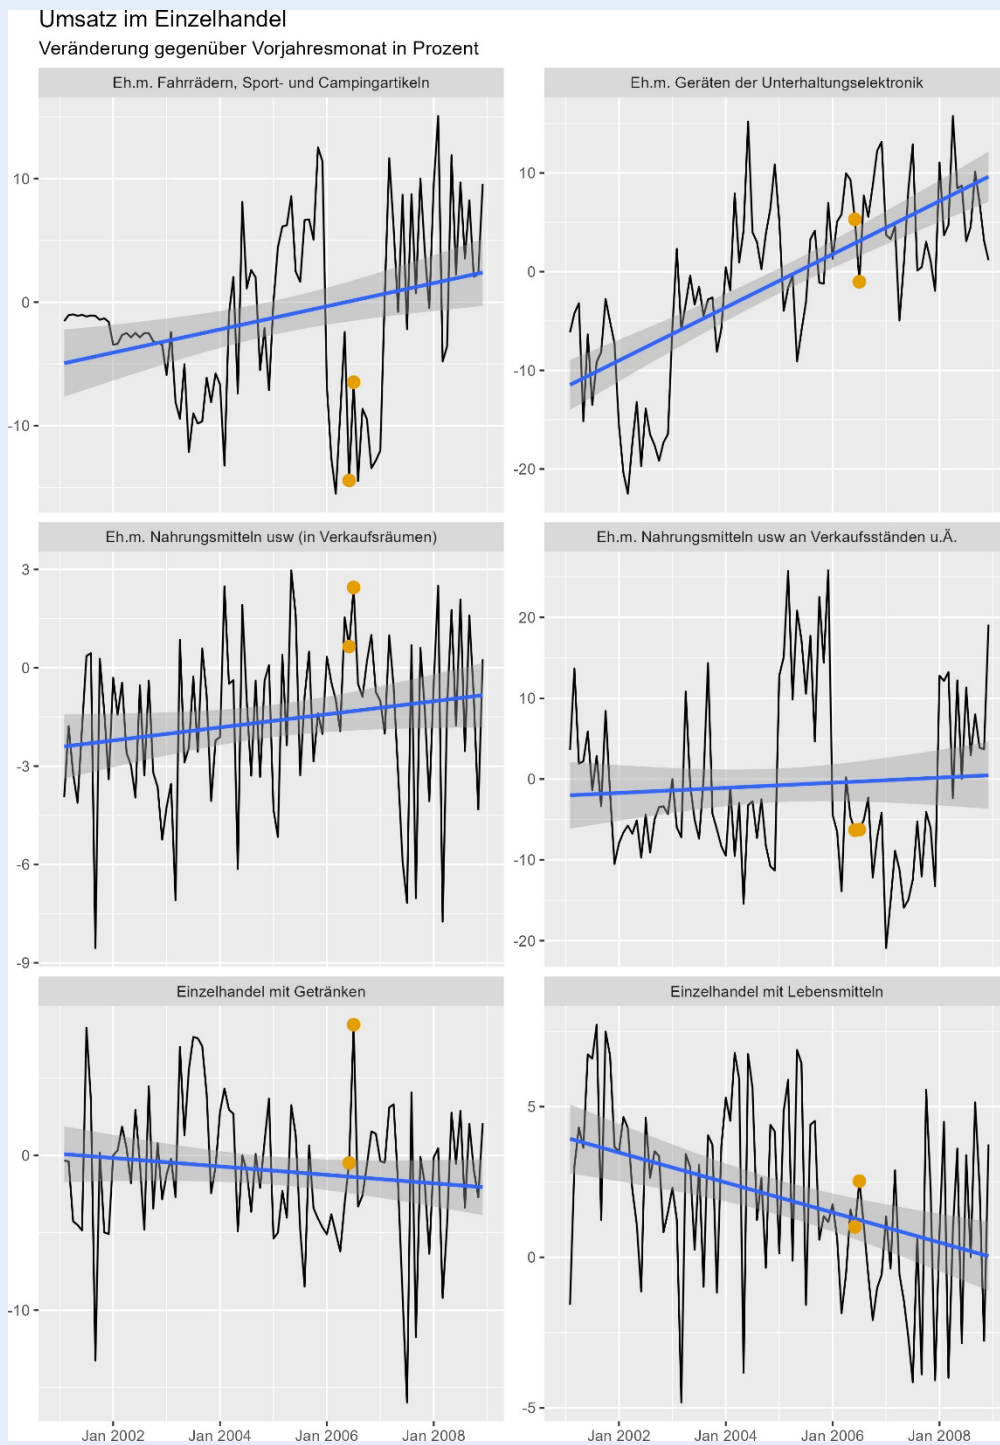 Umsatz im Einzelhandel
Veränderung gegenüber Vorjahresmonat in Prozent
Eh.m. Fahrrädern, Sport- und Campingartikeln
10
0
-10
Eh.m. Geräten der Unterhaltungselektronik
10
0
-10
-20
Eh.m. Nahrungsmitteln usw (in Verkaufsräumen)
3
0
-3
-6
-9
Eh.m. Nahrungsmitteln usw an Verkaufsständen u.Ä.
20
10
0
-10
-20
Einzelhandel mit Getränken
0
-10
Jan 2002 Jan 2004 Jan 2006 Jan 2008
Einzelhandel mit Lebensmitteln
5
0
-5
Jan 2002 Jan 2004 Jan 2006 Jan 2008